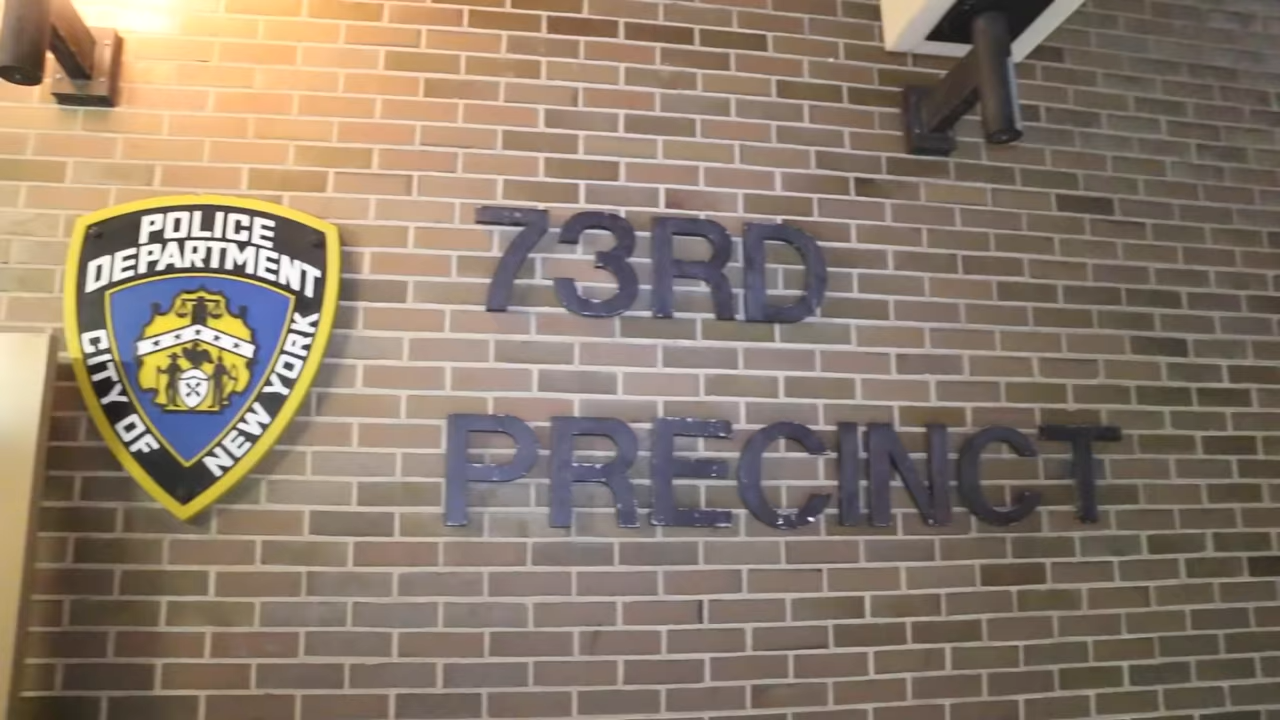 POLICE
DEPARTMENT
CITY OF
NEW YORK
73RD
PRECINCT